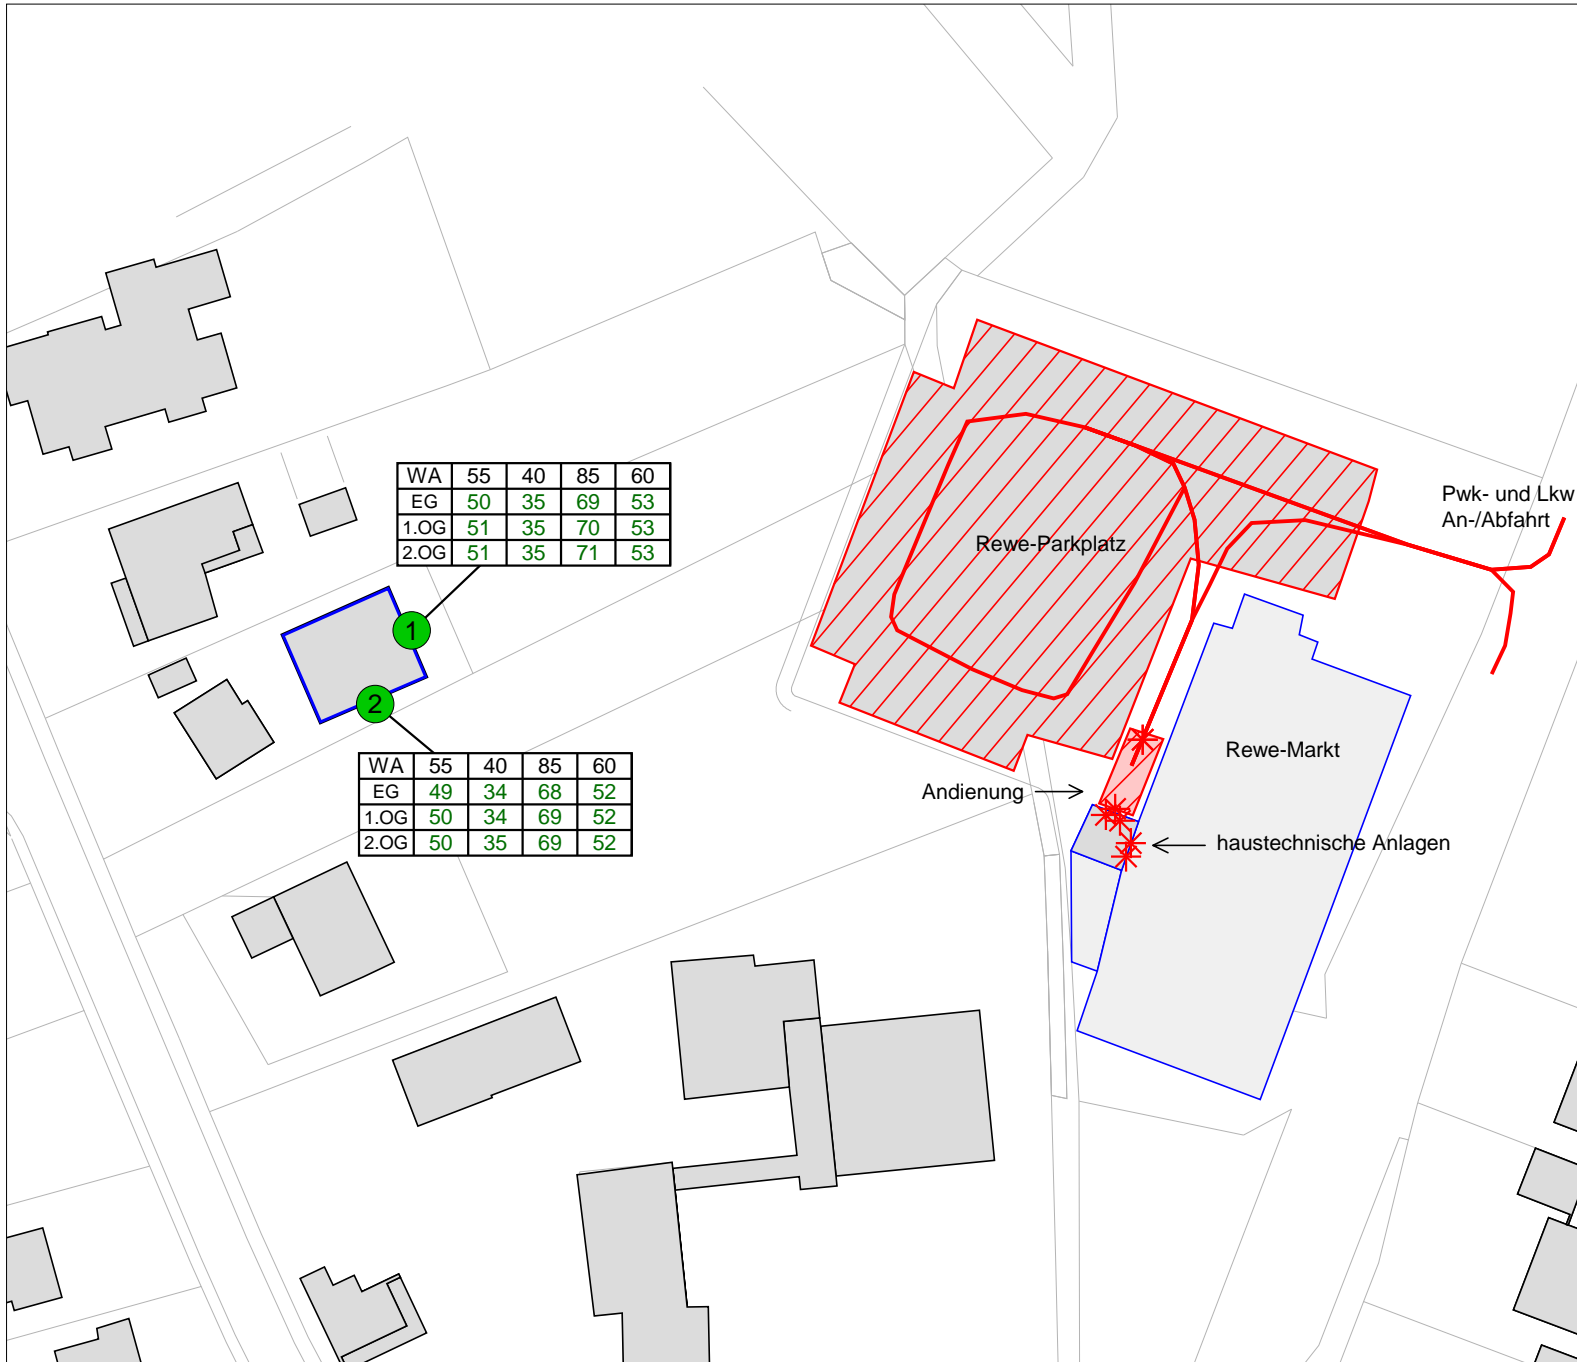 WA 55 40 85 60
EG 50 35 69 53
1.OG 51 35 70 53
2.OG 51 35 71 53
Pwk- und Lkw
An-/Abfahrt
Rewe-Parkplatz
1
2
WA 55 40 85 60
EG 49 34 68 52
1.OG 50 34 69 52
2.OG 50 35 69 52
Rewe-Markt
Andienung
haustechnische Anlagen